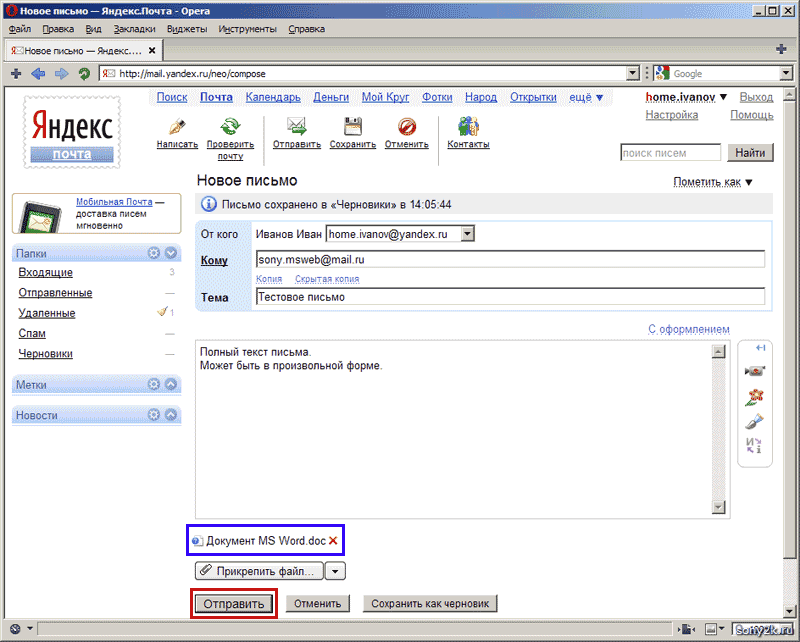 Новое письмо — Яндекс.Почта - Opera
Файл Правка Вид Закладки Виджеты Инструменты Справка
Новое письмо — Яндекс....
http://mail.yandex.ru/neo/compose
Google
Поиск Почта Календарь Деньги Мой Круг Фотки Народ Открытки ещё ▼
home.ivanov ▼ Выход
Настройка Помощь
Яндекс
почта
Написать Проверить почту Отправить Сохранить Отменить Контакты
поиск писем Найти
Новое письмо
Пометить как ▼
Мобильная Почта —
доставка писем
мгновенно
Письмо сохранено в «Черновики» в 14:05:44
От кого Иванов Иван home.ivanov@yandex.ru
Кому sony.msweb@mail.ru
Копия Скрытая копия
Тема Тестовое письмо
Папки
Входящие 3
Отправленные —
Удаленные 1
Спам —
Черновики —
Метки
Новости
С оформлением
Полный текст письма.
Может быть в произвольной форме.
Документ MS Word.doc
Прикрепить файл...
Отправить Отменить Сохранить как черновик
sony2k.ru